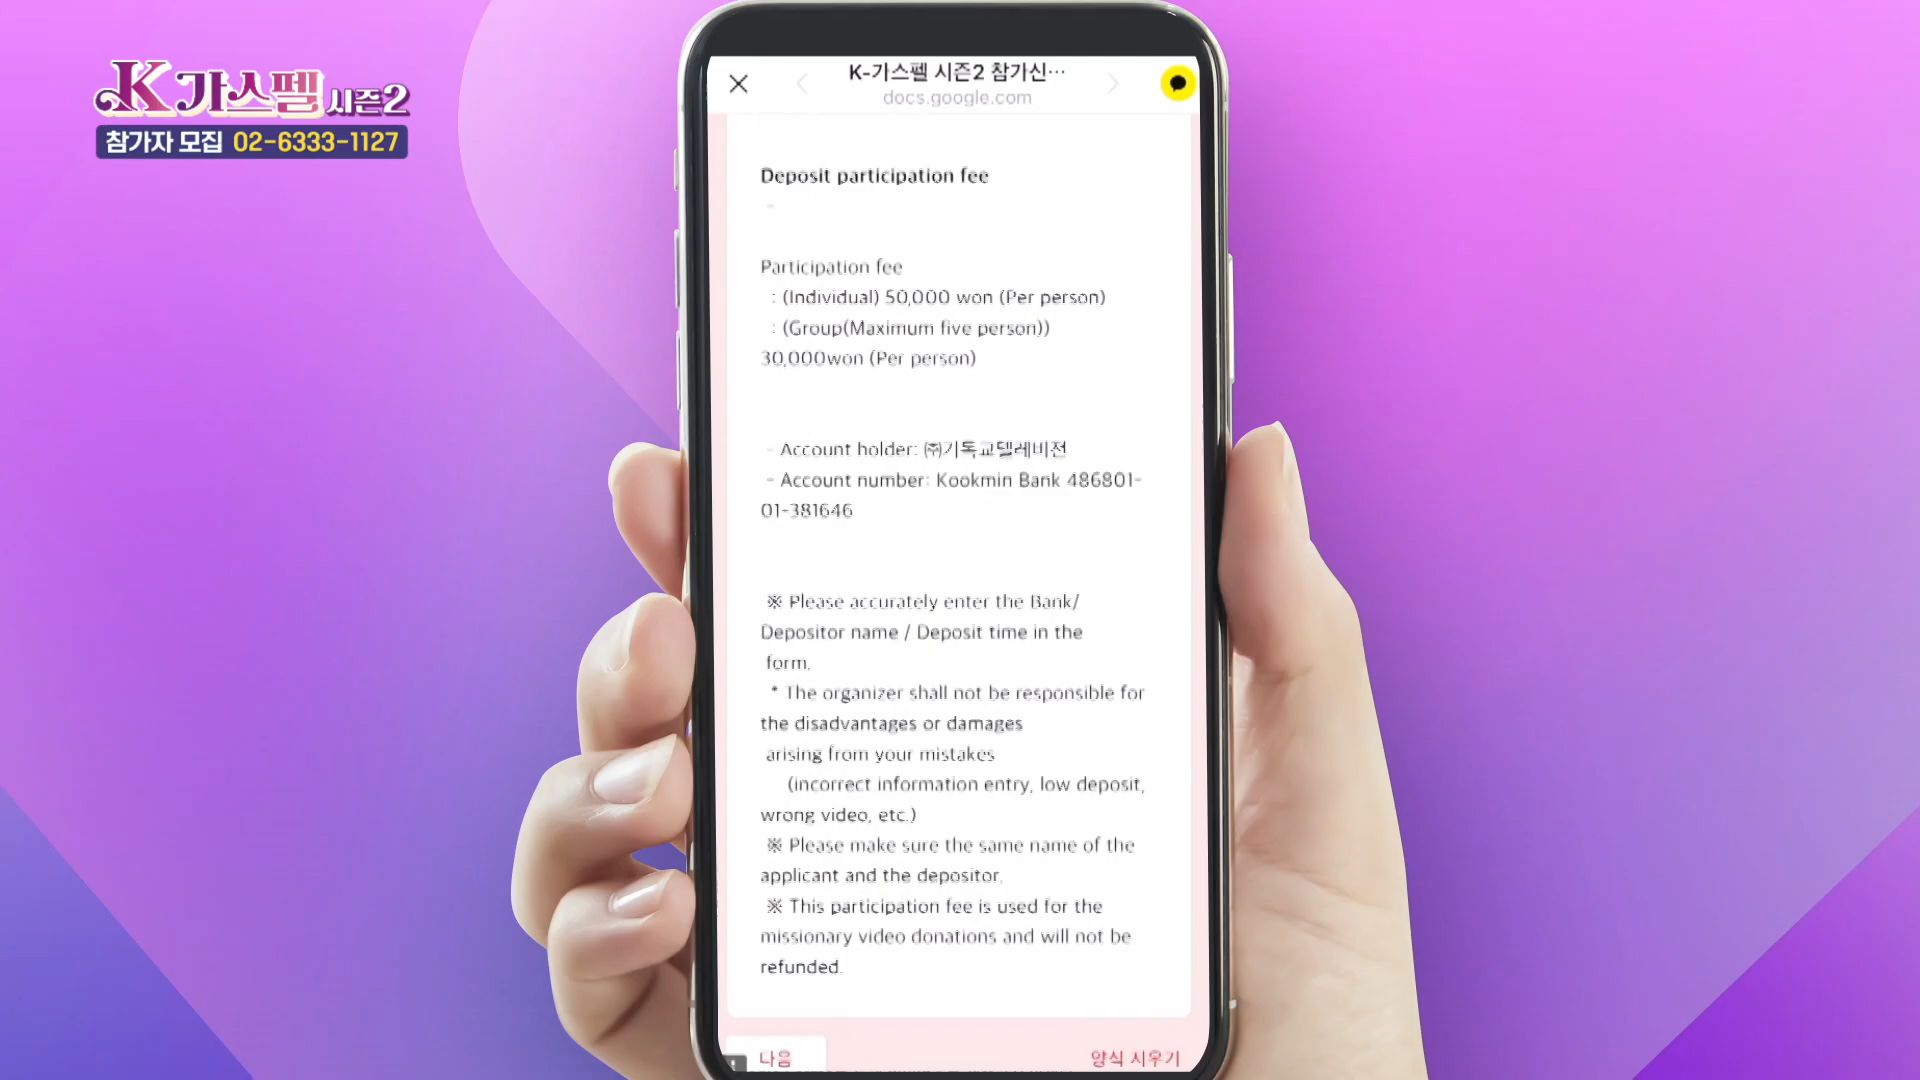 K가스펠 시즌2
참가자 모집 02-6333-1127
K-가스펠 시즌2 참가신…
docs.google.com
Deposit participation fee
-
Participation fee
: (Individual) 50,000 won (Per person)
: (Group(Maximum five person))
30,000won (Per person)
- Account holder: ㈜기독교텔레비전
- Account number: Kookmin Bank 486801-
01-381646
※ Please accurately enter the Bank/
Depositor name / Deposit time in the
form.
* The organizer shall not be responsible for
the disadvantages or damages
arising from your mistakes
(incorrect information entry, low deposit,
wrong video, etc.)
※ Please make sure the same name of the
applicant and the depositor.
※ This participation fee is used for the
missionary video donations and will not be
refunded.
다음
양식 지우기